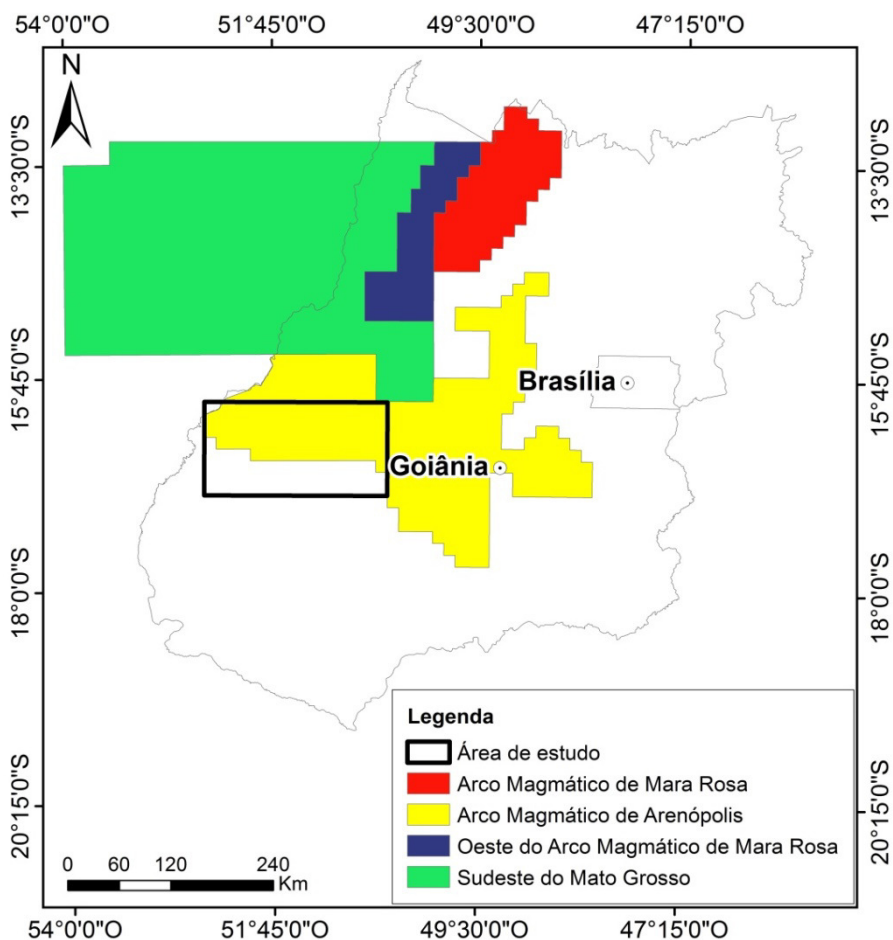 54°0'0"O 51°45'0"O 49°30'0"O 47°15'0"O
N
13°30'0"S 13°30'0"S
15°45'0"S 15°45'0"S
Brasília
Goiânia
18°0'0"S 18°0'0"S
Legenda
Área de estudo
Arco Magmático de Mara Rosa
Arco Magmático de Arenópolis
Oeste do Arco Magmático de Mara Rosa
Sudeste do Mato Grosso
20°15'0"S 20°15'0"S
0 60 120 240
Km
54°0'0"O 51°45'0"O 49°30'0"O 47°15'0"O